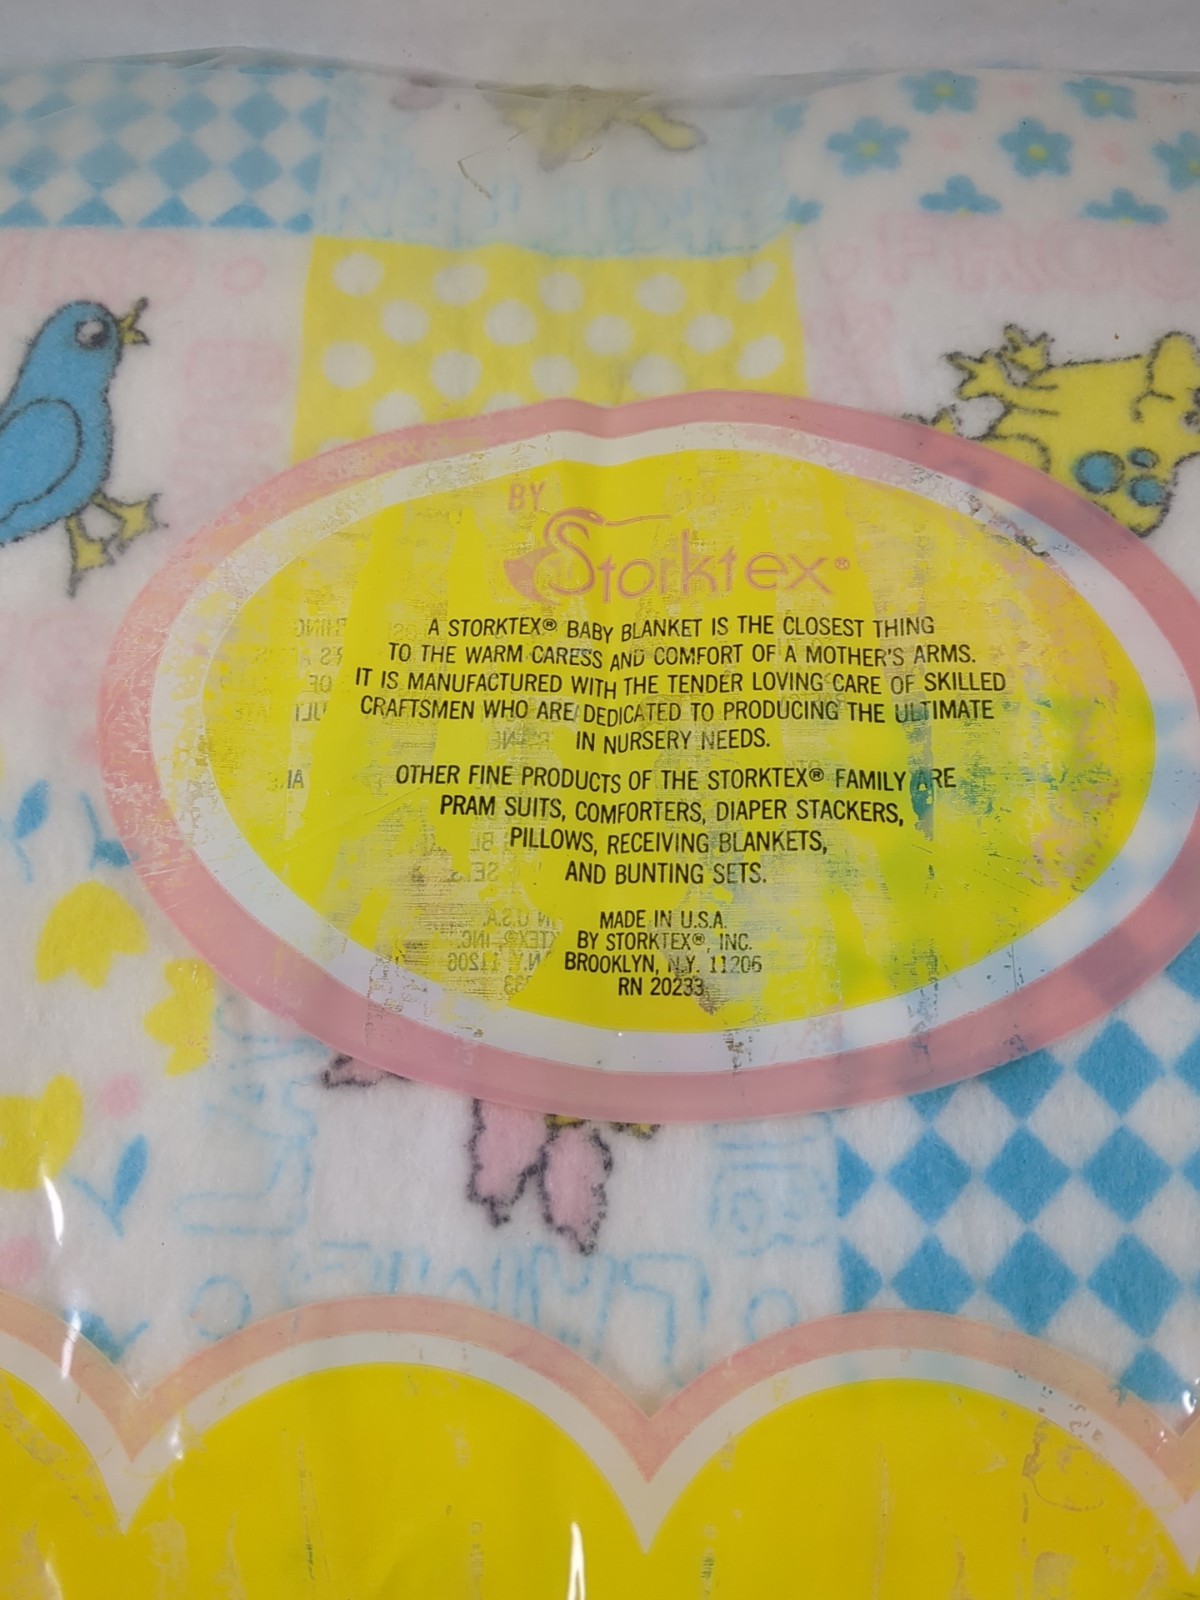 BY
Storktex®
A STORKTEX® BABY BLANKET IS THE CLOSEST THING
TO THE WARM CARESS AND COMFORT OF A MOTHER'S ARMS.
IT IS MANUFACTURED WITH THE TENDER LOVING CARE OF SKILLED
CRAFTSMEN WHO ARE DEDICATED TO PRODUCING THE ULTIMATE
IN NURSERY NEEDS.
OTHER FINE PRODUCTS OF THE STORKTEX® FAMILY ARE
PRAM SUITS, COMFORTERS, DIAPER STACKERS,
PILLOWS, RECEIVING BLANKETS,
AND BUNTING SETS.
MADE IN U.S.A.
BY STORKTEX®, INC.
BROOKLYN, N.Y. 11206
RN 20233